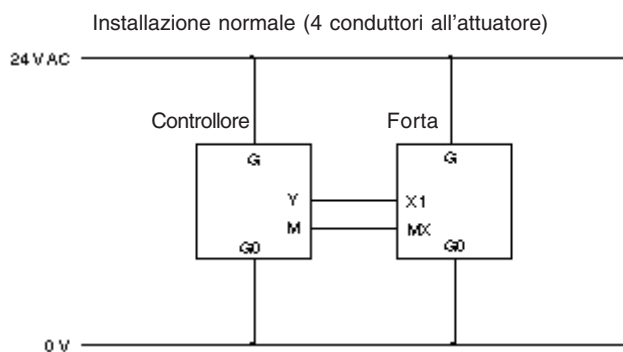 Installazione normale (4 conduttori all'attuatore)
24 V AC
Controllore
Forta
G
G
Y
X1
M
MX
G0
G0
0 V